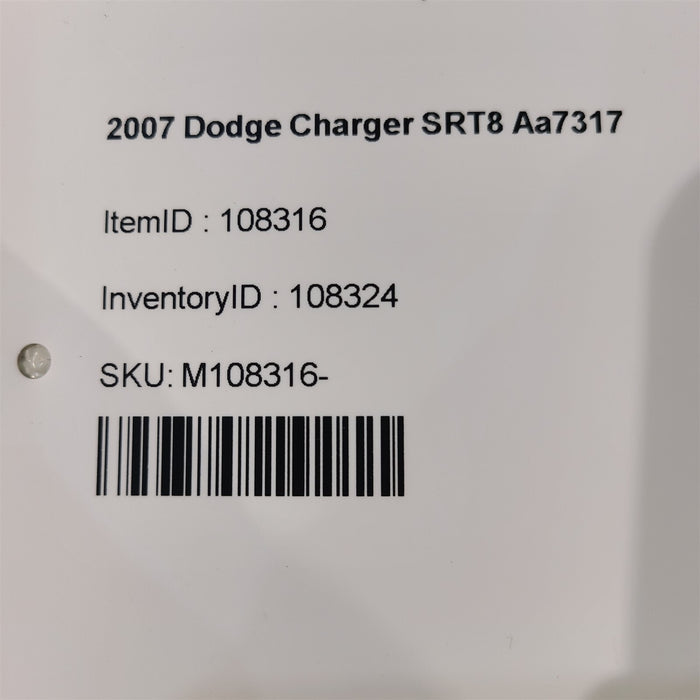 2007 Dodge Charger SRT8 Aa7317
ItemID : 108316
InventoryID : 108324
SKU: M108316-